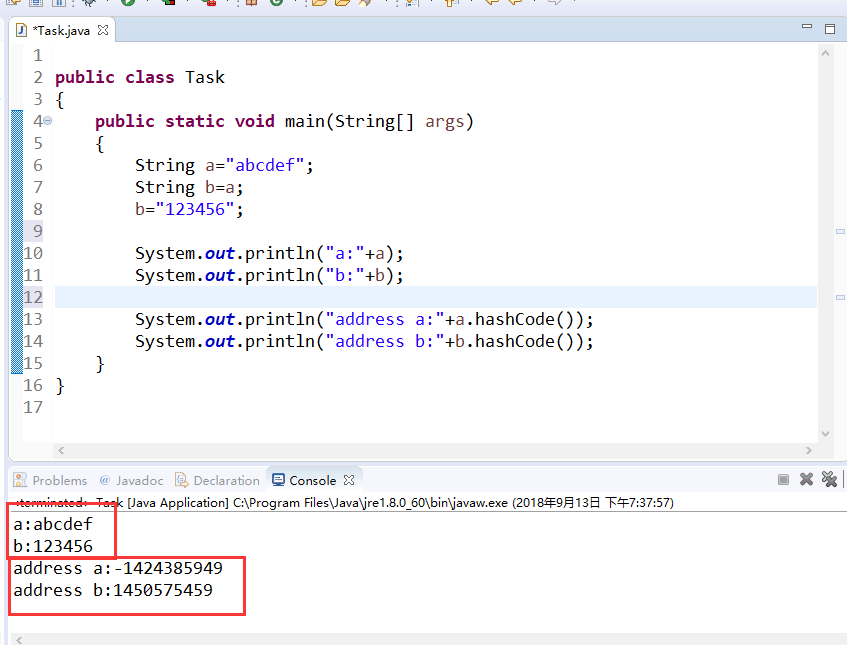 *Task.java
1
2 public class Task
3 {
4 public static void main(String[] args)
5 {
6 String a="abcdef";
7 String b=a;
8 b="123456";
9
10 System.out.println("a:"+a);
11 System.out.println("b:"+b);
12
13 System.out.println("address a:"+a.hashCode());
14 System.out.println("address b:"+b.hashCode());
15 }
16 }
17
Problems @ Javadoc Declaration Console
<terminated> Task [Java Application] C:\Program Files\Java\jre1.8.0_60\bin\javaw.exe (2018年9月13日 下午7:37:57)
a:abcdef
b:123456
address a:-1424385949
address b:1450575459